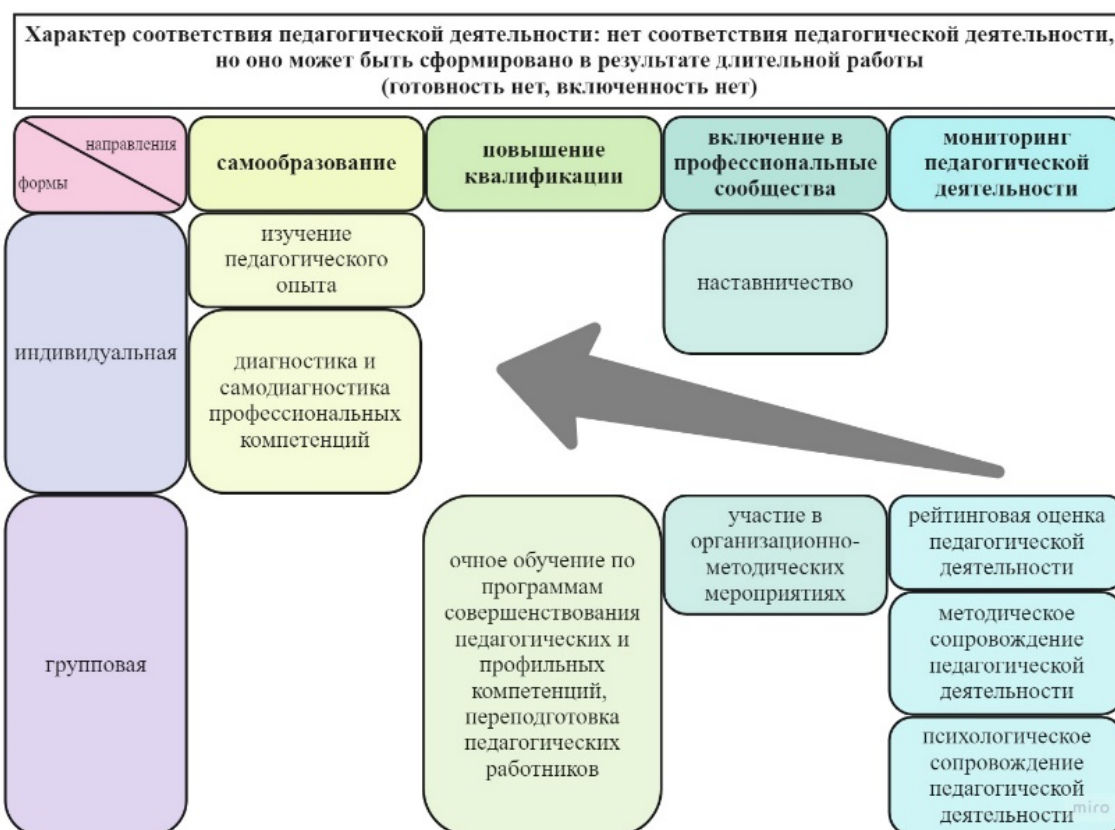 Характер соответствия педагогической деятельности: нет соответствия педагогической деятельности,
но оно может быть сформировано в результате длительной работы
(готовность нет, включенность нет)
направления
формы
самообразование
повышение
квалификации
включение в
профессиональные
сообщества
мониторинг
педагогической
деятельности
индивидуальная
изучение
педагогического
опыта
диагностика и
самодиагностика
профессиональных
компетенций
наставничество
групповая
очное обучение по
программам
совершенствования
педагогических и
профильных
компетенций,
переподготовка
педагогических
работников
участие в
организационно-
методических
мероприятиях
рейтинговая оценка
педагогической
деятельности
методическое
сопровождение
педагогической
деятельности
психологическое
сопровождение
педагогической
деятельности
miro